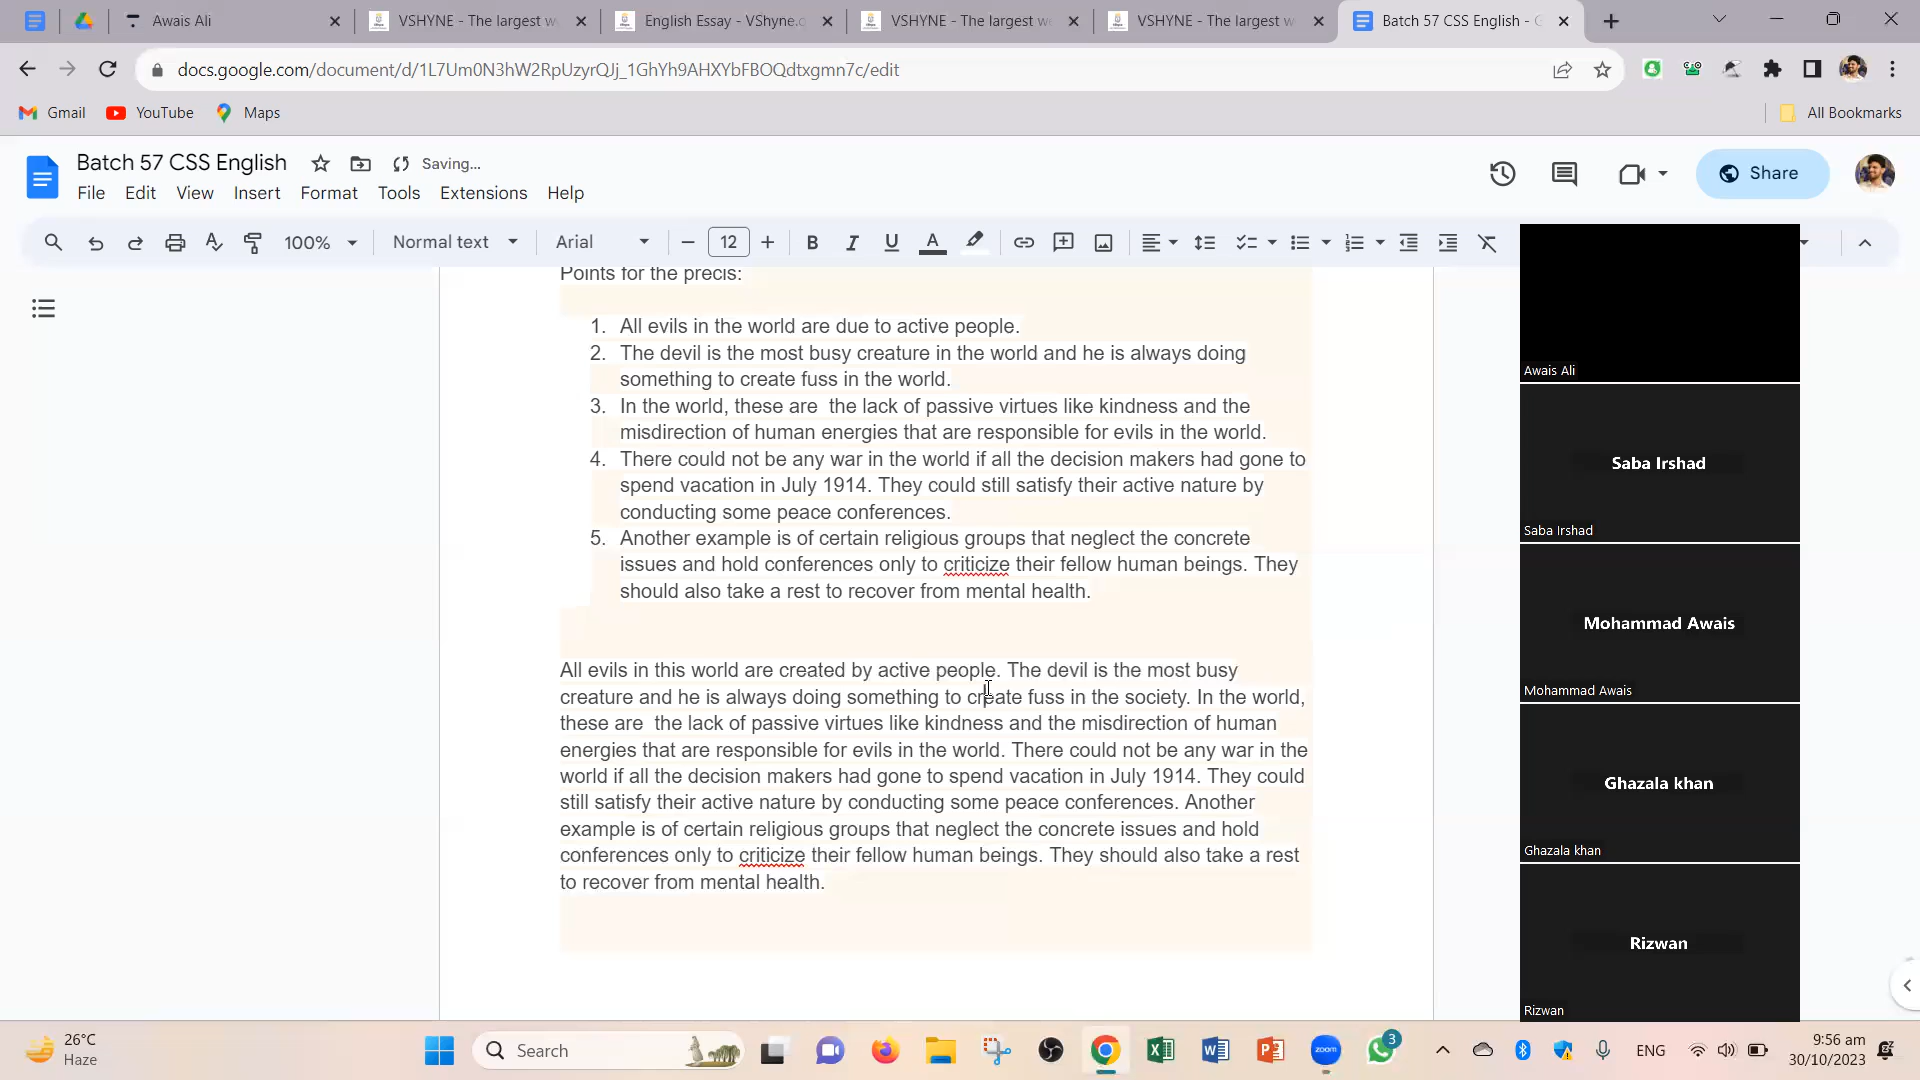 Awais Ali
VSHYNE - The largest w
English Essay - VShyne.c
VSHYNE - The largest w
VSHYNE - The largest w
Batch 57 CSS English - G
docs.google.com/document/d/1L7Um0N3hW2RpUzyrQJj_1GhYh9AHXYbFBOQdtxgmn7c/edit
Gmail YouTube Maps All Bookmarks
Batch 57 CSS English Saving...
File Edit View Insert Format Tools Extensions Help
Share
100% Normal text Arial 12
Points for the precis:
1. All evils in the world are due to active people.
2. The devil is the most busy creature in the world and he is always doing
something to create fuss in the world.
3. In the world, these are  the lack of passive virtues like kindness and the
misdirection of human energies that are responsible for evils in the world.
4. There could not be any war in the world if all the decision makers had gone to
spend vacation in July 1914. They could still satisfy their active nature by
conducting some peace conferences.
5. Another example is of certain religious groups that neglect the concrete
issues and hold conferences only to criticize their fellow human beings. They
should also take a rest to recover from mental health.
All evils in this world are created by active people. The devil is the most busy
creature and he is always doing something to create fuss in the society. In the world,
these are  the lack of passive virtues like kindness and the misdirection of human
energies that are responsible for evils in the world. There could not be any war in the
world if all the decision makers had gone to spend vacation in July 1914. They could
still satisfy their active nature by conducting some peace conferences. Another
example is of certain religious groups that neglect the concrete issues and hold
conferences only to criticize their fellow human beings. They should also take a rest
to recover from mental health.
Awais Ali
Saba Irshad
Saba Irshad
Mohammad Awais
Mohammad Awais
Ghazala khan
Ghazala khan
Rizwan
Rizwan
26°C
Haze
Search
zoom
3
ENG
9:56 am
30/10/2023